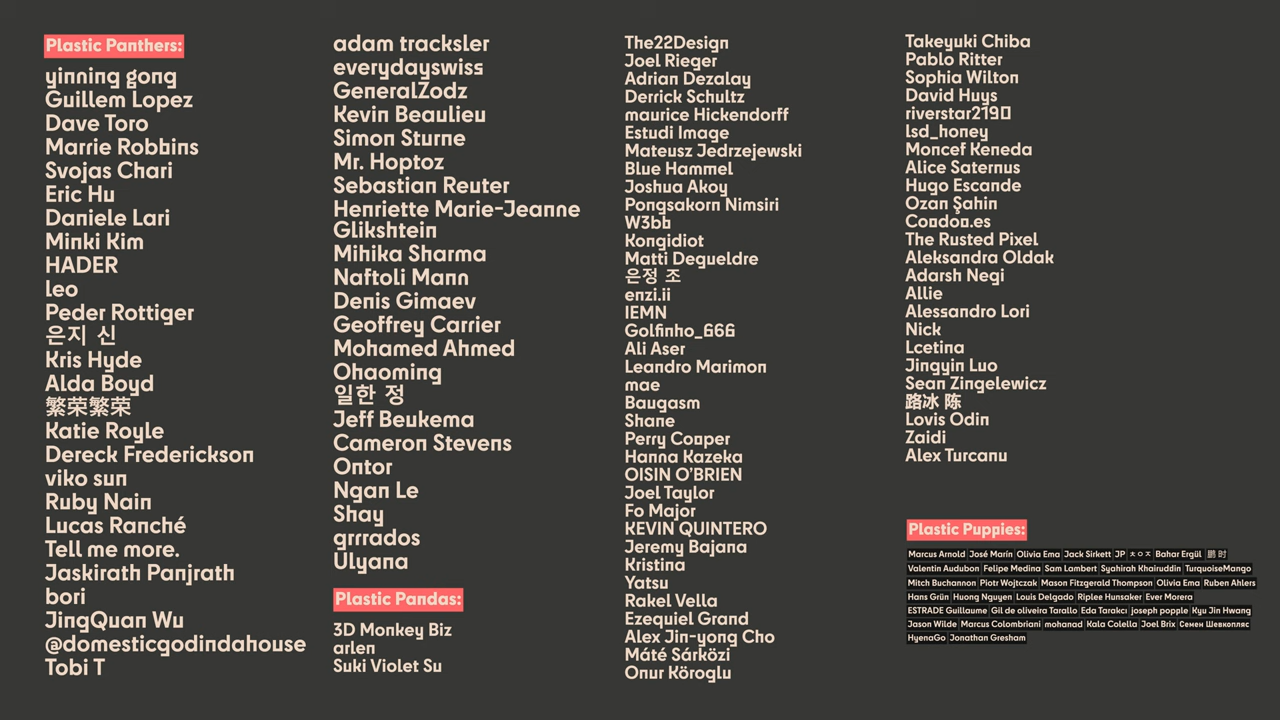 Plastic Panthers:
yinning gong
Guillem Lopez
Dave Toro
Marrie Robbins
Svojas Chari
Eric Hu
Daniele Lari
Minki Kim
HADER
leo
Peder Rottiger
은지 신
Kris Hyde
Alda Boyd
繁荣繁荣
Katie Royle
Dereck Frederickson
viko sun
Ruby Nain
Lucas Ranché
Tell me more.
Jaskirath Panjrath
bori
JingQuan Wu
@domesticgodindahouse
Tobi T
adam tracksler
everydayswiss
GeneralZodz
Kevin Beaulieu
Simon Sturne
Mr. Hoptoz
Sebastian Reuter
Henriette Marie-Jeanne
Glikshtein
Mihika Sharma
Naftoli Mann
Denis Gimaev
Geoffrey Carrier
Mohamed Ahmed
Ohaoming
일한 정
Jeff Beukema
Cameron Stevens
Ontor
Ngan Le
Shay
grrrados
Ulyana
Plastic Pandas:
3D Monkey Biz
arlen
Suki Violet Su
The22Design
Joel Rieger
Adrian Dezalay
Derrick Schultz
maurice Hickendorff
Estudi Image
Mateusz Jedrzejewski
Blue Hammel
Joshua Akoy
Pongsakorn Nimsiri
W3bb
Kongidiot
Matti Degueldre
은정 조
enzi.ii
IEMN
Golfinho_666
Ali Aser
Leandro Marimon
mae
Baugasm
Shane
Perry Cooper
Hanna Kazeka
OISIN O'BRIEN
Joel Taylor
Fo Major
KEVIN QUINTERO
Jeremy Bajana
Kristina
Yatsu
Rakel Vella
Ezequiel Grand
Alex Jin-yong Cho
Máté Sárközi
Onur Köroglu
Takeyuki Chiba
Pablo Ritter
Sophia Wilton
David Huys
riverstar2190
lsd_honey
Moncef Keneda
Alice Saternus
Hugo Escande
Ozan Şahin
Condon.es
The Rusted Pixel
Aleksandra Oldak
Adarsh Negi
Allie
Alessandro Lori
Nick
Lcetina
Jingyin Luo
Sean Zingelewicz
路冰 陈
Lovis Odin
Zaidi
Alex Turcanu
Plastic Puppies:
Marcus Arnold José Marín Olivia Ema Jack Sirkett JP ㅊㅇㅈ Bahar Ergül 鹏 时
Valentin Audubon Felipe Medina Sam Lambert Syahirah Khairuddin TurquoiseMango
Mitch Buchannon Piotr Wojtczak Mason Fitzgerald Thompson Olivia Ema Ruben Ahlers
Hans Grün Huong Nguyen Louis Delgado Riplee Hunsaker Ever Morera
ESTRADE Guillaume Gil de oliveira Tarallo Eda Tarakci joseph popple Kyu Jin Hwang
Jason Wilde Marcus Colombriani mohanad Kala Colella Joel Brix Семен Шевкопляс
HyenaGo Jonathan Gresham